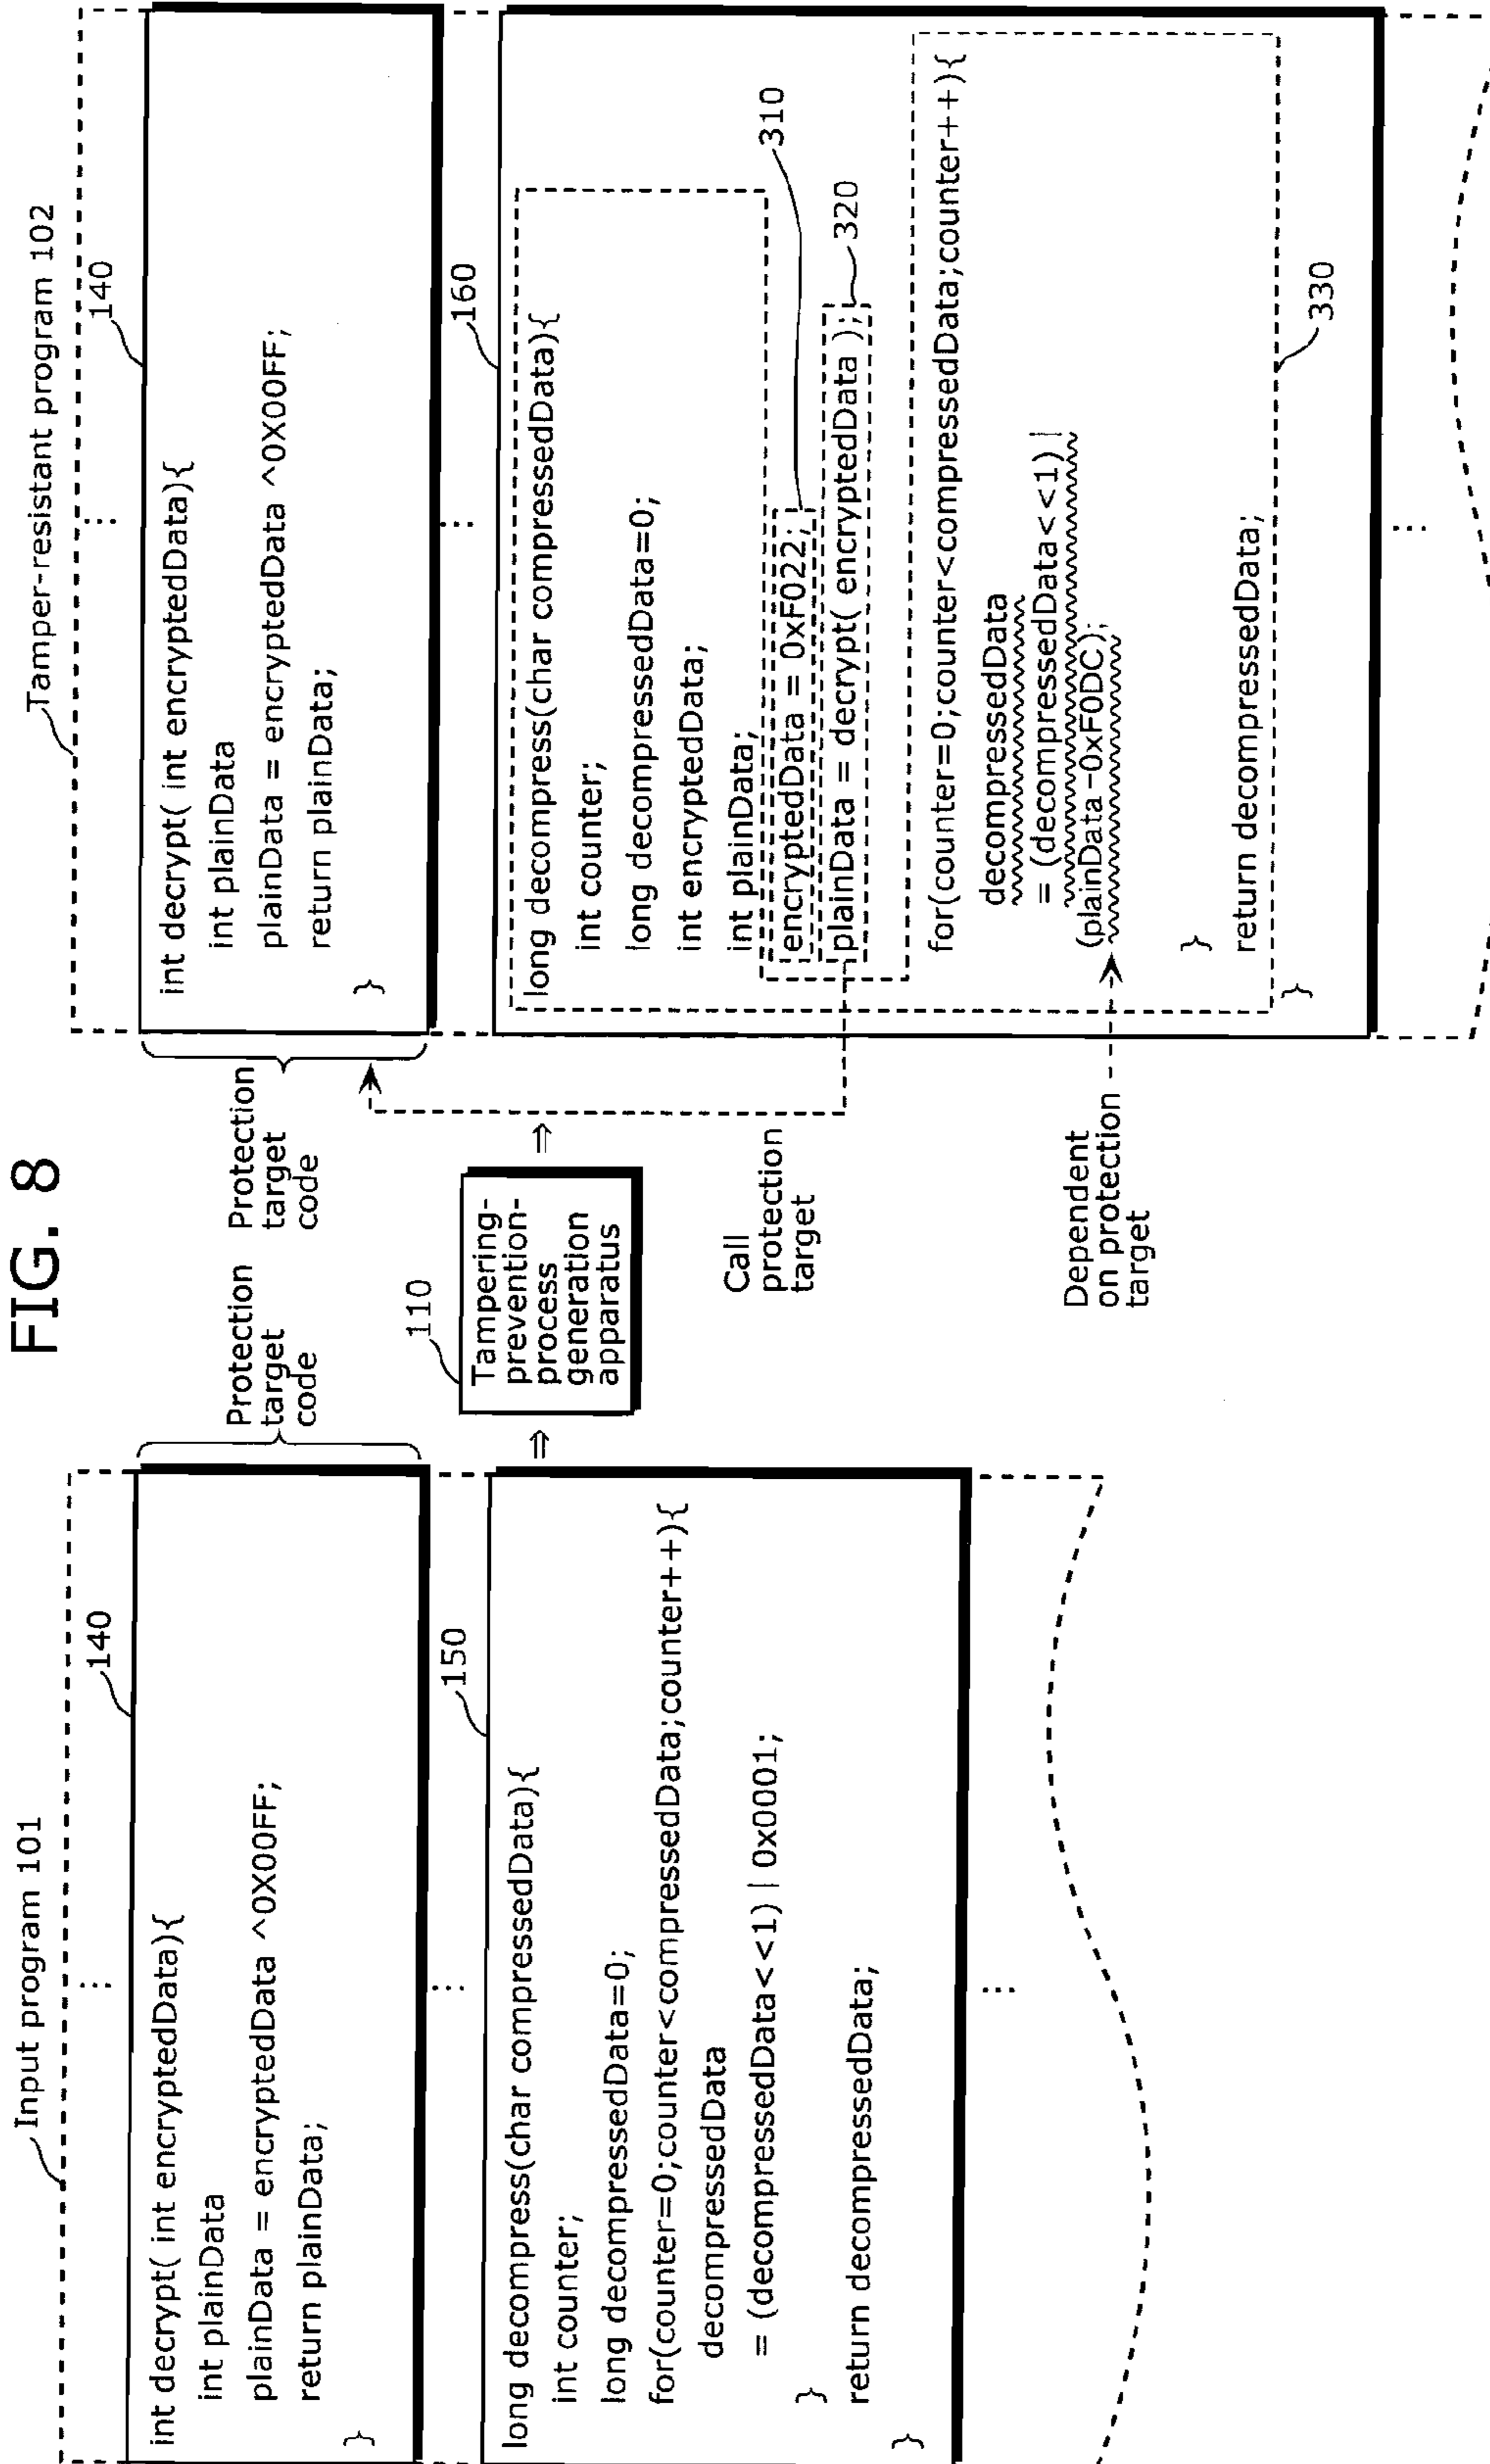 FIG. 8
Input program 101
140
int decrypt( int encryptedData){
int plainData
plainData = encryptedData ^0X00FF;
return plainData;
}
Protection
target
code
150
long decompress(char compressedData){
int counter;
long decompressedData=0;
for(counter=0;counter<compressedData;counter++){
decompressedData
= (decompressedData<<1) | 0x0001;
}
return decompressedData;
}
110
Tampering-
prevention-
process
generation
apparatus
⇒
⇒
Tamper-resistant program 102
140
int decrypt( int encryptedData){
int plainData
plainData = encryptedData ^0X00FF;
return plainData;
}
Protection
target
code
Call
protection
target
Dependent
on protection
target
160
long decompress(char compressedData){
int counter;
long decompressedData=0;
int encryptedData;
int plainData;
encryptedData = 0xF022;
310
plainData = decrypt( encryptedData );
320
for(counter=0;counter<compressedData;counter++){
decompressedData
= (decompressedData<<1) |
(plainData-0xF0DC);
}
return decompressedData;
}
330